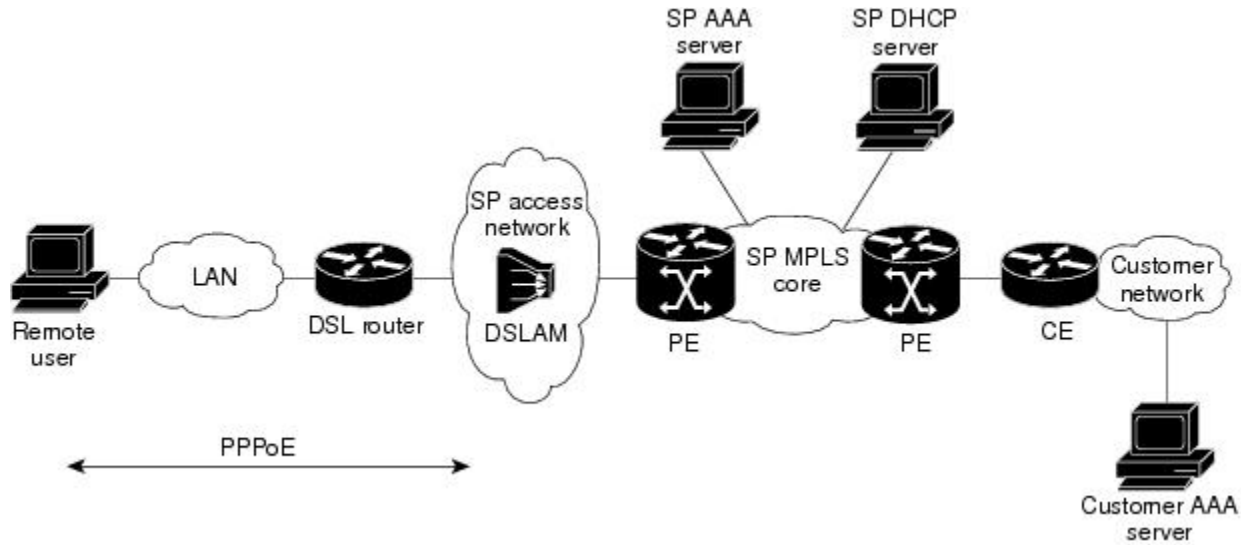 SP AAA
server
SP DHCP
server
SP access
network
LAN
SP MPLS
core
Customer
network
Remote
user
DSL router
DSLAM
PE
PE
CE
PPPoE
Customer AAA
server